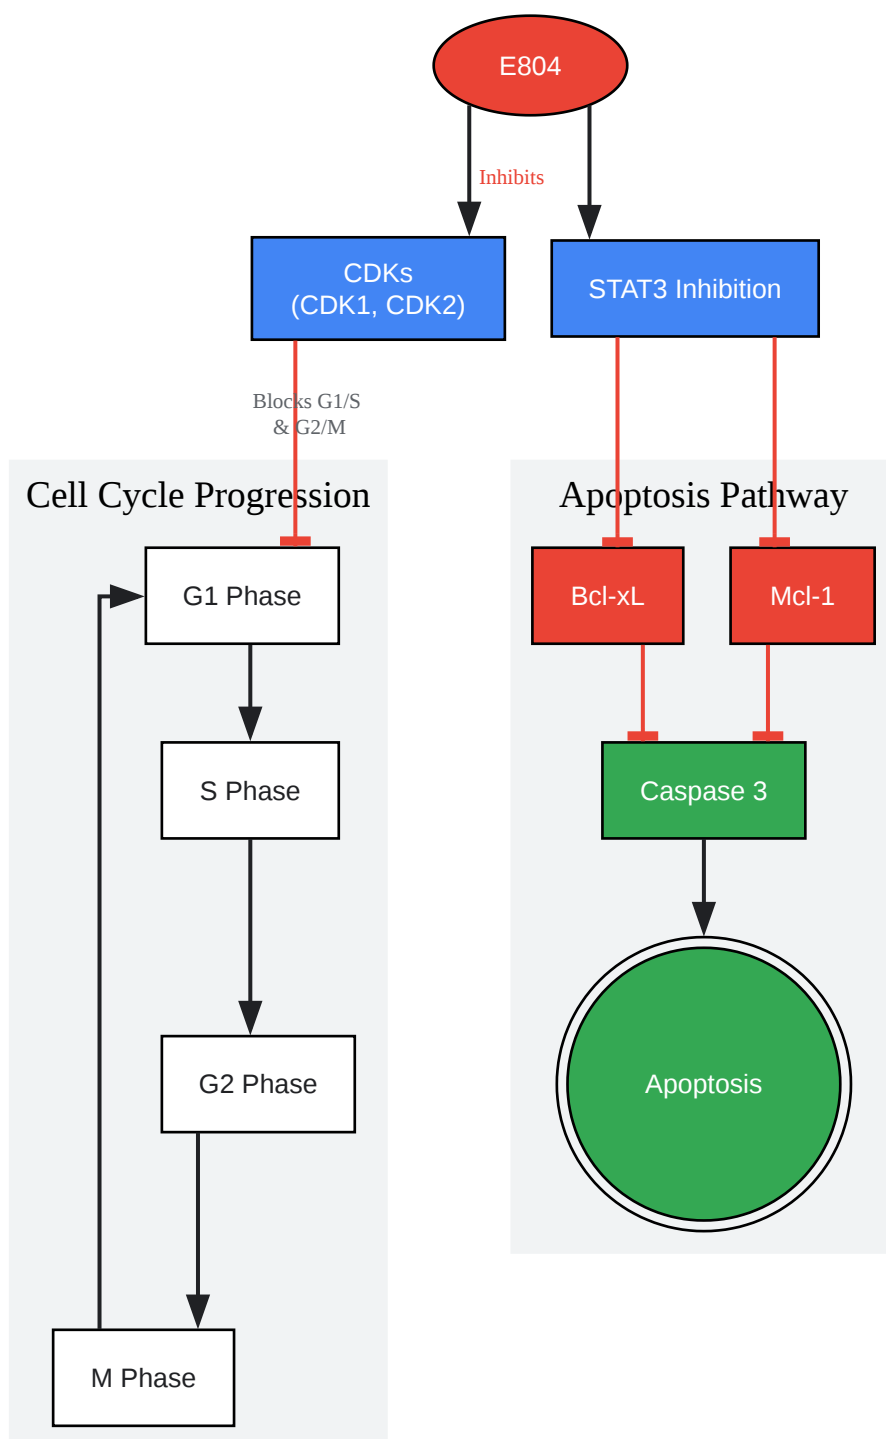 E804
Inhibits
CDKs
(CDK1, CDK2)
STAT3 Inhibition
Blocks G1/S
& G2/M
Cell Cycle Progression
Apoptosis Pathway
G1 Phase
Bcl-xL
Mcl-1
S Phase
Caspase 3
G2 Phase
Apoptosis
M Phase